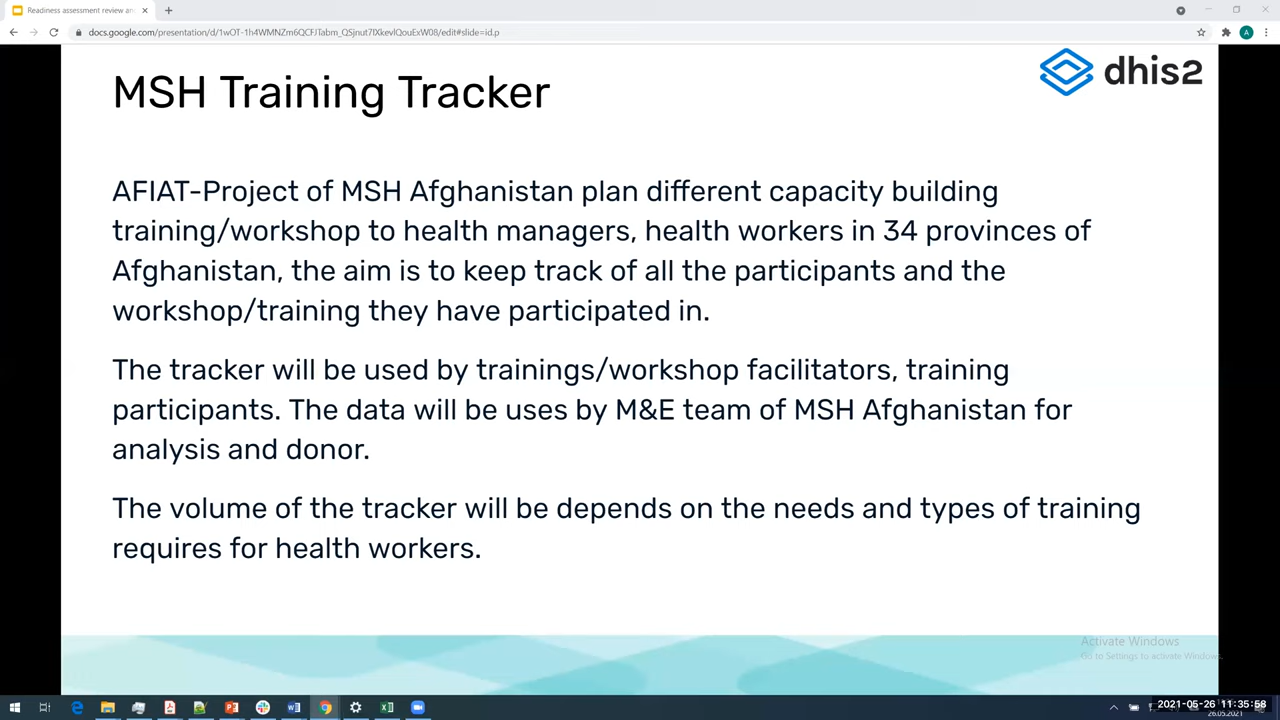 Readiness assessment review an
docs.google.com/presentation/d/1wOT-1h4WMNZm6QCFJTabm_QSjnut7IXkevlQouExW08/edit#slide=id.p
A
dhis2
MSH Training Tracker
AFIAT-Project of MSH Afghanistan plan different capacity building
training/workshop to health managers, health workers in 34 provinces of
Afghanistan, the aim is to keep track of all the participants and the
workshop/training they have participated in.
The tracker will be used by trainings/workshop facilitators, training
participants. The data will be uses by M&E team of MSH Afghanistan for
analysis and donor.
The volume of the tracker will be depends on the needs and types of training
requires for health workers.
Activate Windows
Go to Settings to activate Windows.
2021-05-26 11:35:58
26.05.2021